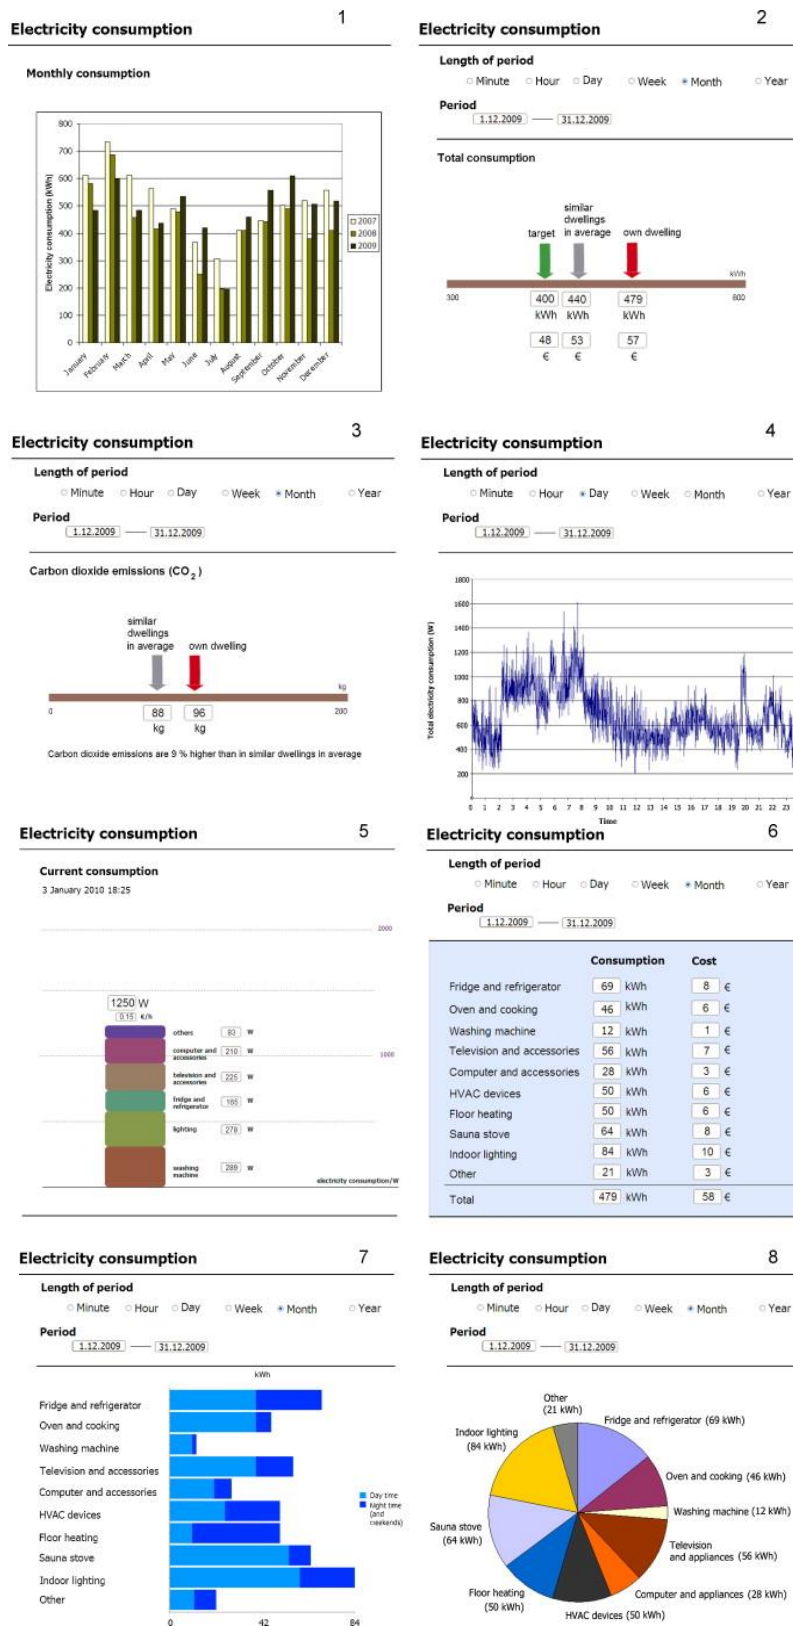 1
Electricity consumption
Monthly consumption
Electricity consumption (kWh)
800
700
600
500
400
300
200
100
0
2007
2008
2009
January
February
March
April
May
June
July
August
September
October
November
December
2
Electricity consumption
Length of period
Minute Hour Day Week Month Year
Period
1.12.2009 31.12.2009
Total consumption
similar
dwellings
target in average own dwelling
kWh
300 400 440 479 600
kWh kWh kWh
48 53 57
€ € €
3
Electricity consumption
Length of period
Minute Hour Day Week Month Year
Period
1.12.2009 31.12.2009
Carbon dioxide emissions (CO2)
similar
dwellings
in average own dwelling
kg
0 88 96 200
kg kg
Carbon dioxide emissions are 9 % higher than in similar dwellings in average
4
Electricity consumption
Length of period
Minute Hour Day Week Month Year
Period
1.12.2009 31.12.2009
Total electricity consumption (W)
1800
1600
1400
1200
1000
800
600
400
200
0 1 2 3 4 5 6 7 8 9 10 11 12 13 14 15 16 17 18 19 20 21 22 23
Time
5
Electricity consumption
Current consumption
3 January 2010 18:25
2000
1250 W
0.15 €/h
others 83 W
computer and
accessories 210 W
1000
television and
accessories 225 W
fridge and
refrigerator 165 W
lighting 278 W
washing
machine 289 W
electricity consumption/W
6
Electricity consumption
Length of period
Minute Hour Day Week Month Year
Period
1.12.2009 31.12.2009
Consumption Cost
Fridge and refrigerator 69 kWh 8 €
Oven and cooking 46 kWh 6 €
Washing machine 12 kWh 1 €
Television and accessories 56 kWh 7 €
Computer and accessories 28 kWh 3 €
HVAC devices 50 kWh 6 €
Floor heating 50 kWh 6 €
Sauna stove 64 kWh 8 €
Indoor lighting 84 kWh 10 €
Other 21 kWh 3 €
Total 479 kWh 58 €
7
Electricity consumption
Length of period
Minute Hour Day Week Month Year
Period
1.12.2009 31.12.2009
kWh
Fridge and refrigerator
Oven and cooking
Washing machine
Television and accessories
Computer and accessories
HVAC devices
Floor heating
Sauna stove
Indoor lighting
Other
0 42 84
Day time
Night time
(and
weekends)
8
Electricity consumption
Length of period
Minute Hour Day Week Month Year
Period
1.12.2009 31.12.2009
Other
(21 kWh)
Fridge and refrigerator (69 kWh)
Indoor lighting
(84 kWh)
Oven and cooking (46 kWh)
Washing machine (12 kWh)
Sauna stove
(64 kWh)
Television
and appliances (56 kWh)
Floor heating
(50 kWh)
Computer and appliances (28 kWh)
HVAC devices (50 kWh)